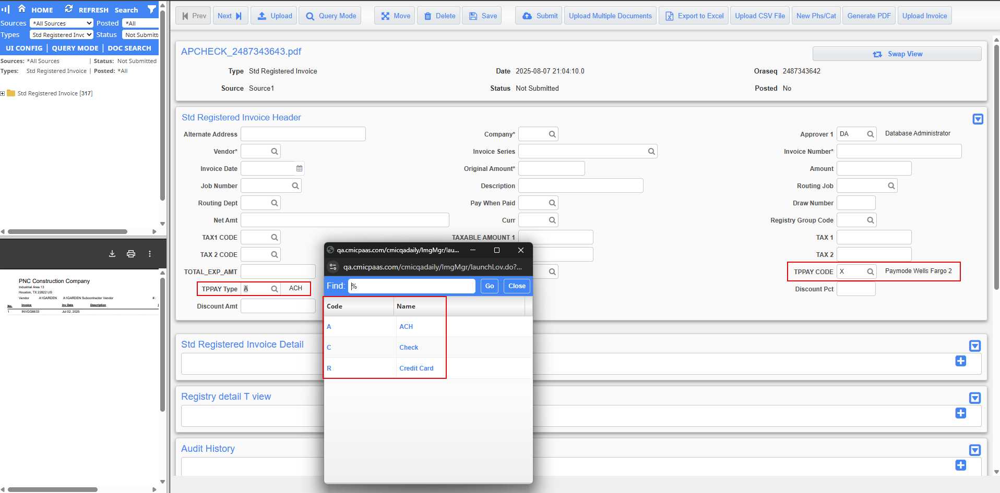 HOME REFRESH Search
Sources *All Sources Posted *All
Types Std Registered Invc Status Not Submitt
UI CONFIG | QUERY MODE | DOC SEARCH
Sources: *All Sources | Status: Not Submitted
Types: Std Registered Invoice | Posted: *All
Std Registered Invoice [317]
PNC Construction Company
Industrial Area 13
Houston, TX 22822 US
Vendor A1GARDEN A1GARDEN Subcontractor Vendor #.:
No. Invoice Inv Date Description
1 INVGG6633 Jul 02, 2025
Prev Next Upload Query Mode Move Delete Save Submit Upload Multiple Documents Export to Excel Upload CSV File New Phs/Cat Generate PDF Upload Invoice
APCHECK_2487343643.pdf
Swap View
Type Std Registered Invoice Date 2025-08-07 21:04:10.0 Oraseq 2487343642
Source Source1 Status Not Submitted Posted No
Std Registered Invoice Header
Alternate Address Company* Approver 1 DA Database Administrator
Vendor* Invoice Series Invoice Number*
Invoice Date Original Amount* Amount
Job Number Description Routing Job
Routing Dept Pay When Paid Draw Number
Net Amt Curr Registry Group Code
TAX1 CODE TAXABLE AMOUNT 1 TAX 1
TAX 2 CODE TAX 2
TOTAL_EXP_AMT TPPAY CODE X Paymode Wells Fargo 2
TPPAY Type A ACH Discount Pct
Discount Amt
qa.cmicpaas.com/cmicqadaily/ImgMgr/lau...
qa.cmicpaas.com/cmicqadaily/ImgMgr/launchLov.do?...
Find: % Go Close
Code Name
A ACH
C Check
R Credit Card
Std Registered Invoice Detail
Registry detail T view
Audit History